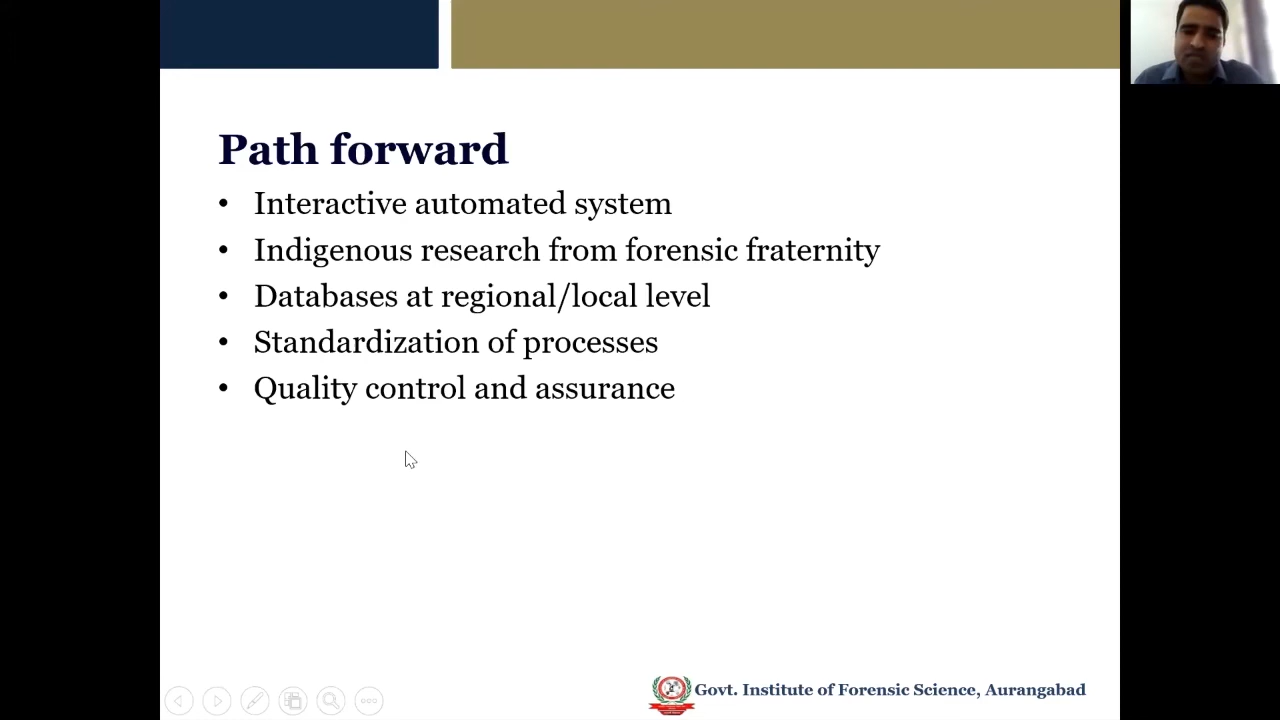 Path forward
• Interactive automated system
• Indigenous research from forensic fraternity
• Databases at regional/local level
• Standardization of processes
• Quality control and assurance
Govt. Institute of Forensic Science, Aurangabad